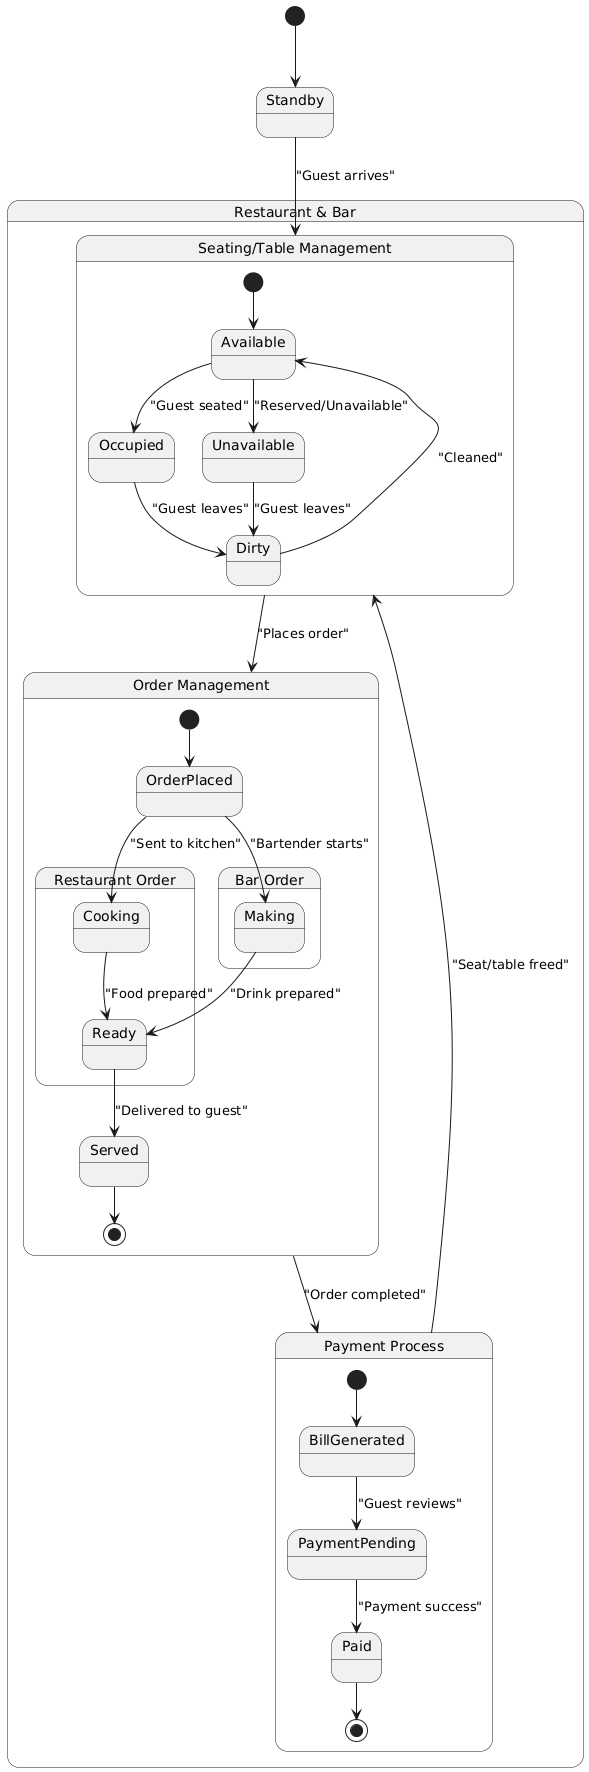 Standby
"Guest arrives"
Restaurant & Bar
Seating/Table Management
Available
"Guest seated"
"Reserved/Unavailable"
Occupied
Unavailable
"Cleaned"
"Guest leaves"
"Guest leaves"
Dirty
"Places order"
Order Management
OrderPlaced
"Sent to kitchen"
"Bartender starts"
Restaurant Order
Bar Order
Cooking
Making
"Seat/table freed"
"Food prepared"
"Drink prepared"
Ready
"Delivered to guest"
Served
"Order completed"
Payment Process
BillGenerated
"Guest reviews"
PaymentPending
"Payment success"
Paid